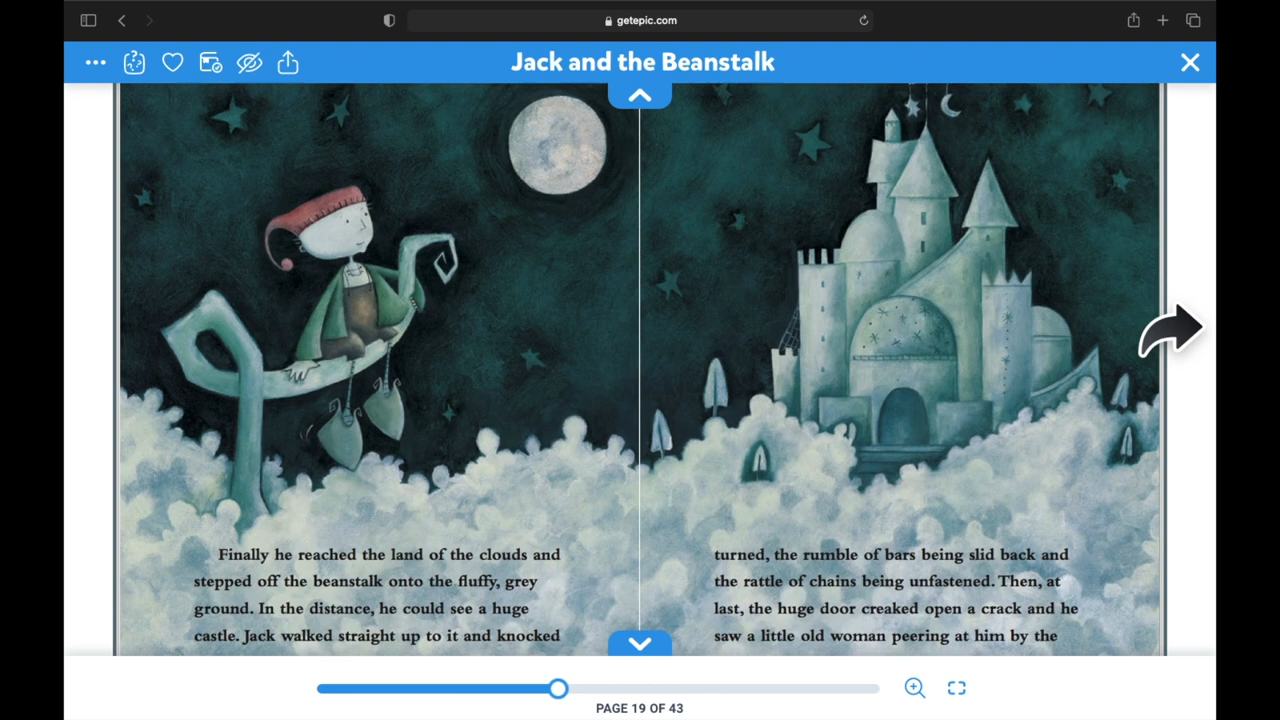 getepic.com
Jack and the Beanstalk
Finally he reached the land of the clouds and
stepped off the beanstalk onto the fluffy, grey
ground. In the distance, he could see a huge
castle. Jack walked straight up to it and knocked
turned, the rumble of bars being slid back and
the rattle of chains being unfastened. Then, at
last, the huge door creaked open a crack and he
saw a little old woman peering at him by the
PAGE 19 OF 43